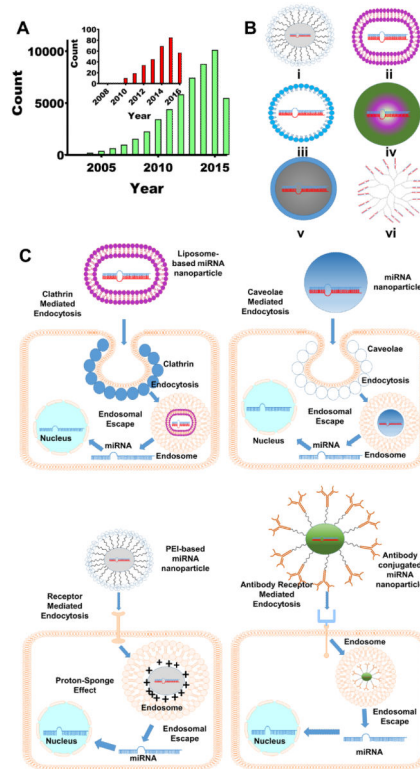 A
Count
10000
5000
0
2005
2010
2015
Year
Count
100
80
60
40
20
0
2008
2010
2012
2014
2016
Year
B
i
ii
iii
iv
v
vi
C
Liposome-
based miRNA
nanoparticle
Clathrin
Mediated
Endocytosis
Clathrin
Endocytosis
Endosomal
Escape
Nucleus
miRNA
Endosome
miRNA
nanoparticle
Caveolae
Mediated
Endocytosis
Caveolae
Endocytosis
Endosomal
Escape
Nucleus
miRNA
Endosome
PEI-based
miRNA
nanoparticle
Receptor
Mediated
Endocytosis
Proton-Sponge
Effect
Endosome
Endosomal
Escape
Nucleus
miRNA
Antibody
conjugated
miRNA
nanoparticle
Antibody Receptor
Mediated
Endocytosis
Endosome
Endosomal
Escape
Nucleus
miRNA